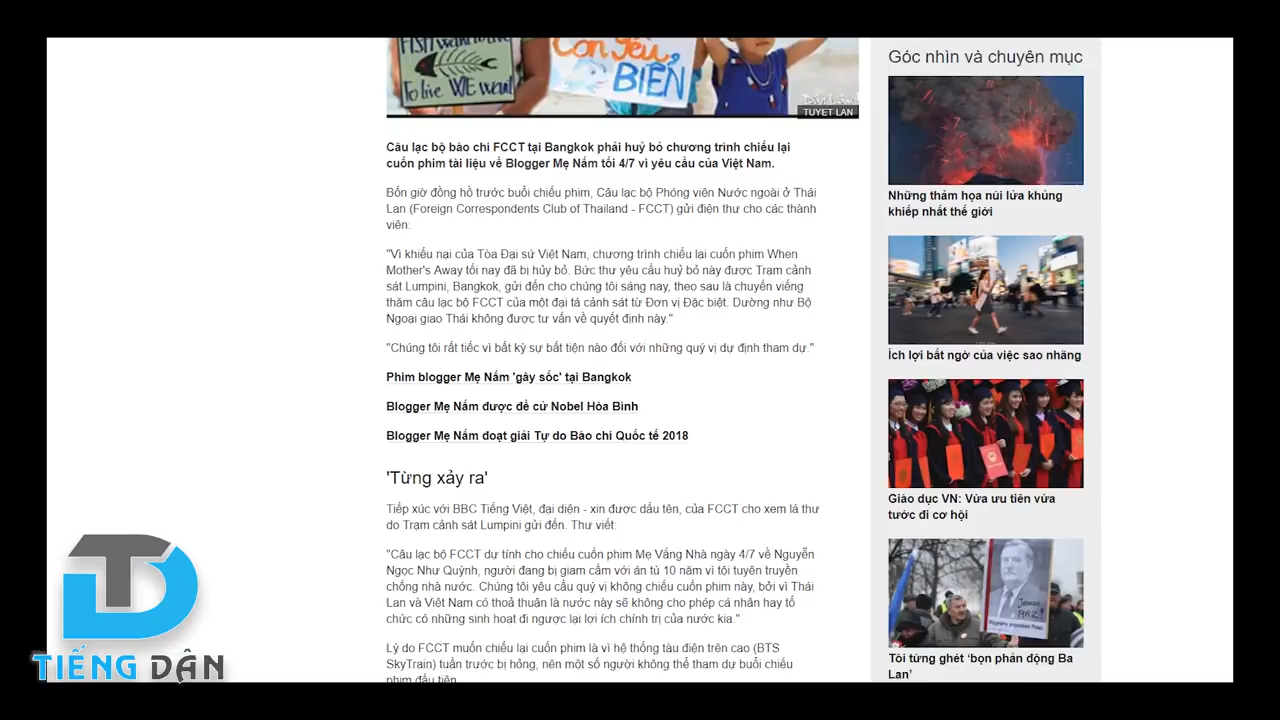 FISH want water
To live WE want
Con yêu,
BIỂN
TUYET LAN
Câu lạc bộ báo chí FCCT tại Bangkok phải huỷ bỏ chương trình chiếu lại
cuốn phim tài liệu về Blogger Mẹ Nấm tối 4/7 vì yêu cầu của Việt Nam.
Bốn giờ đồng hồ trước buổi chiếu phim, Câu lạc bộ Phóng viên Nước ngoài ở Thái
Lan (Foreign Correspondents Club of Thailand - FCCT) gửi điện thư cho các thành
viên:
"Vì khiếu nại của Tòa Đại sứ Việt Nam, chương trình chiếu lại cuốn phim When
Mother's Away tối nay đã bị hủy bỏ. Bức thư yêu cầu huỷ bỏ này được Trạm cảnh
sát Lumpini, Bangkok, gửi đến cho chúng tôi sáng nay, theo sau là chuyến viếng
thăm câu lạc bộ FCCT của một đại tá cảnh sát từ Đơn vị Đặc biệt. Dường như Bộ
Ngoại giao Thái không được tư vấn về quyết định này."
"Chúng tôi rất tiếc vì bất kỳ sự bất tiện nào đối với những quý vị dự định tham dự."
Phim blogger Mẹ Nấm 'gây sốc' tại Bangkok
Blogger Mẹ Nấm được đề cử Nobel Hòa Bình
Blogger Mẹ Nấm đoạt giải Tự do Báo chí Quốc tế 2018
'Từng xảy ra'
Tiếp xúc với BBC Tiếng Việt, đại diện - xin được dấu tên, của FCCT cho xem lá thư
do Trạm cảnh sát Lumpini gửi đến. Thư viết:
"Câu lạc bộ FCCT dự tính cho chiếu cuốn phim Mẹ Vắng Nhà ngày 4/7 về Nguyễn
Ngọc Như Quỳnh, người đang bị giam cầm với án tù 10 năm vì tội tuyên truyền
chống nhà nước. Chúng tôi yêu cầu quý vị không chiếu cuốn phim này, bởi vì Thái
Lan và Việt Nam có thoả thuận là nước này sẽ không cho phép cá nhân hay tổ
chức có những sinh hoạt đi ngược lại lợi ích chính trị của nước kia."
Lý do FCCT muốn chiếu lại cuốn phim là vì hệ thống tàu điện trên cao (BTS
SkyTrain) tuần trước bị hỏng, nên một số người không thể tham dự buổi chiếu
phim đầu tiên.
Góc nhìn và chuyên mục
Những thảm họa núi lửa khủng
khiếp nhất thế giới
Ích lợi bất ngờ của việc sao nhãng
Giáo dục VN: Vừa ưu tiên vừa
tước đi cơ hội
Tôi từng ghét 'bọn phản động Ba
Lan'
TD
TIẾNG DÂN